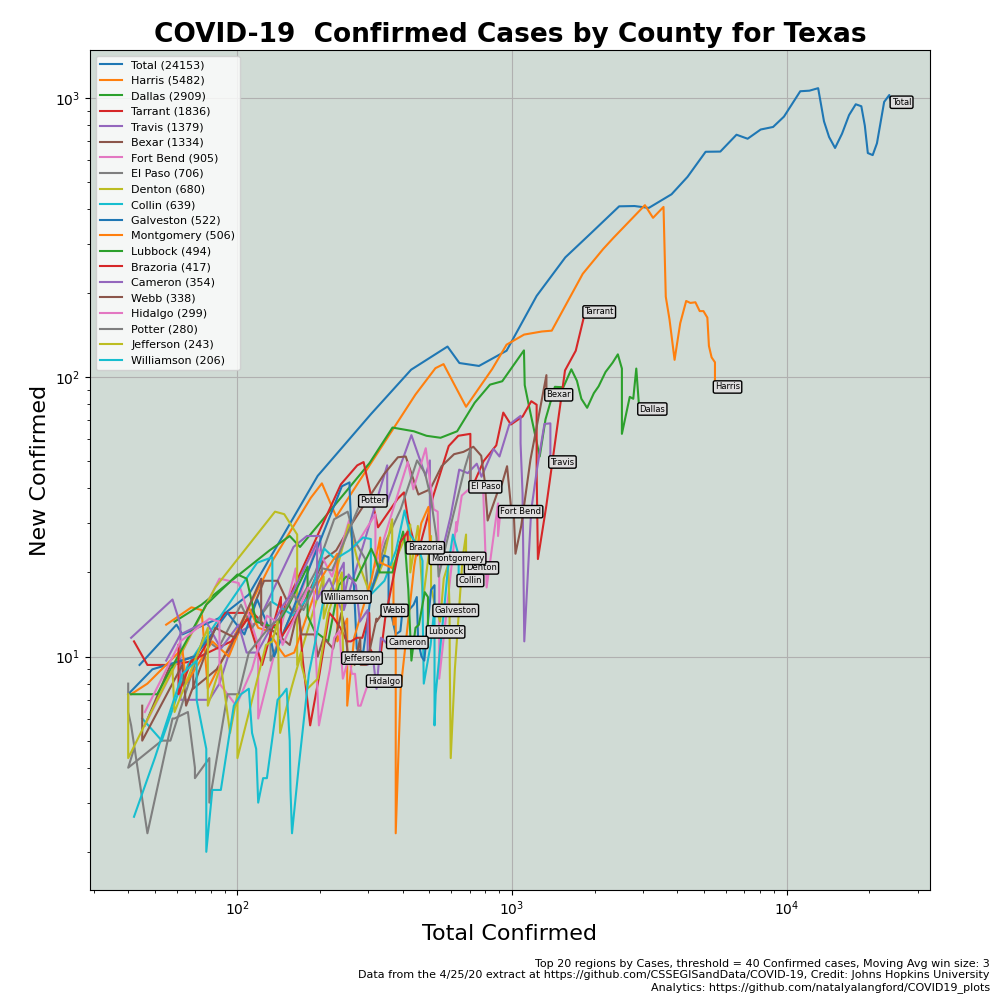 COVID-19  Confirmed Cases by County for Texas
Total (24153)
Harris (5482)
Dallas (2909)
Tarrant (1836)
Travis (1379)
Bexar (1334)
Fort Bend (905)
El Paso (706)
Denton (680)
Collin (639)
Galveston (522)
Montgomery (506)
Lubbock (494)
Brazoria (417)
Cameron (354)
Webb (338)
Hidalgo (299)
Potter (280)
Jefferson (243)
Williamson (206)
10³
10²
10¹
New Confirmed
Total
Tarrant
Harris
Bexar
Dallas
Travis
El Paso
Potter
Fort Bend
Brazoria
Montgomery
Denton
Collin
Williamson
Webb
Galveston
Lubbock
Cameron
Jefferson
Hidalgo
10²
10³
10⁴
Total Confirmed
Top 20 regions by Cases, threshold = 40 Confirmed cases, Moving Avg win size: 3
Data from the 4/25/20 extract at https://github.com/CSSEGISandData/COVID-19, Credit: Johns Hopkins University
Analytics: https://github.com/natalyalangford/COVID19_plots